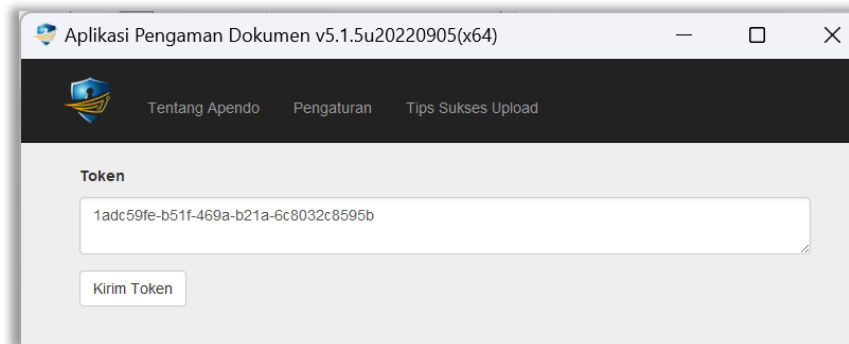 Aplikasi Pengaman Dokumen v5.1.5u20220905(x64)
Tentang Apendo Pengaturan Tips Sukses Upload
Token
1adc59fe-b51f-469a-b21a-6c8032c8595b
Kirim Token